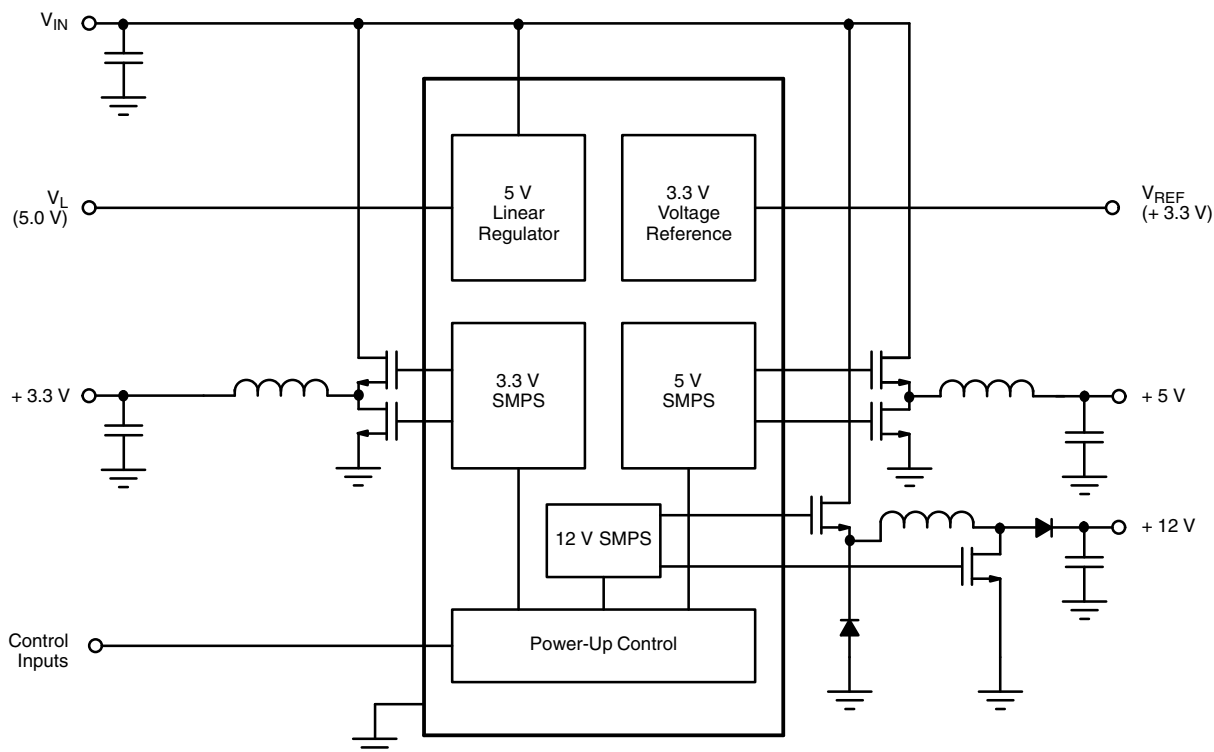 VIN
VL
(5.0 V)
5 V
Linear
Regulator
3.3 V
Voltage
Reference
VREF
(+ 3.3 V)
+ 3.3 V
3.3 V
SMPS
5 V
SMPS
+ 5 V
12 V SMPS
+ 12 V
Control
Inputs
Power-Up Control